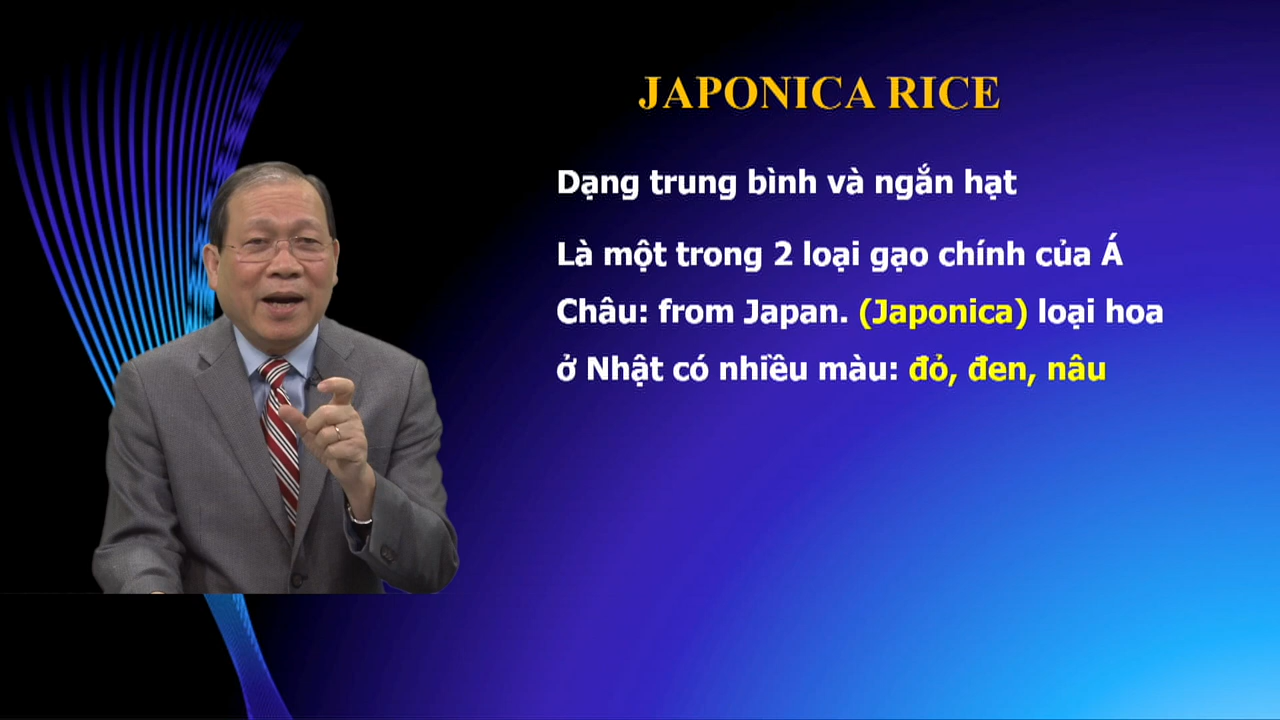 JAPONICA RICE
Dạng trung bình và ngắn hạt
Là một trong 2 loại gạo chính của Á
Châu: from Japan. (Japonica) loại hoa
ở Nhật có nhiều màu: đỏ, đen, nâu